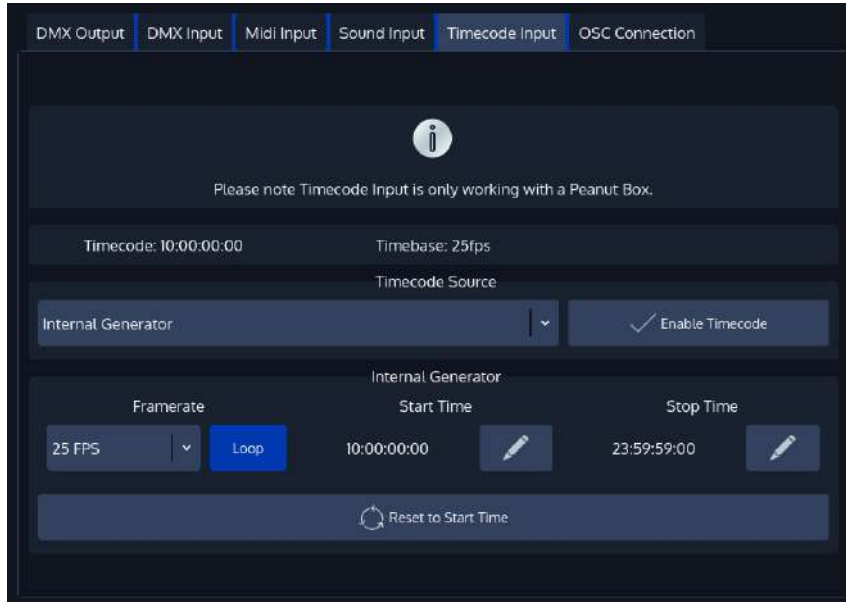 DMX Output DMX Input Midi Input Sound Input Timecode Input OSC Connection
Please note Timecode Input is only working with a Peanut Box.
Timecode: 10:00:00:00 Timebase: 25fps
Timecode Source
Internal Generator Enable Timecode
Internal Generator
Framerate Start Time Stop Time
25 FPS Loop 10:00:00:00 23:59:59:00
Reset to Start Time